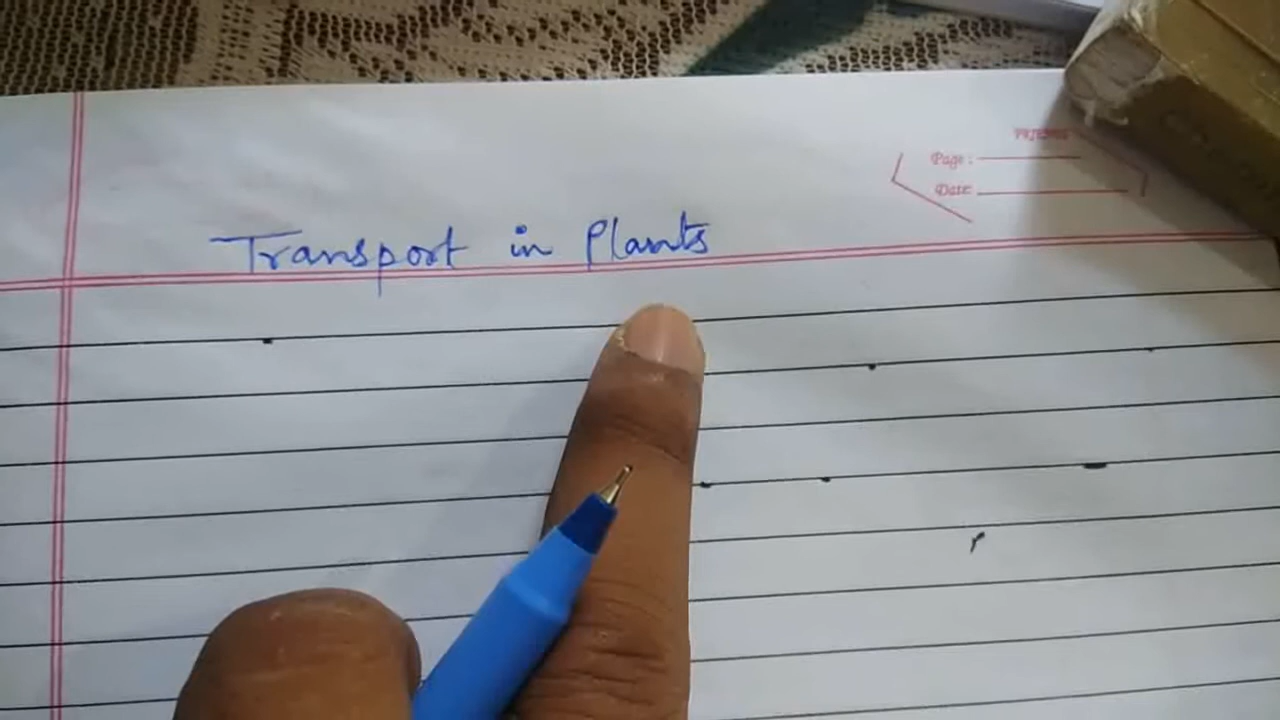 Transport in Plants
Page :
Date: